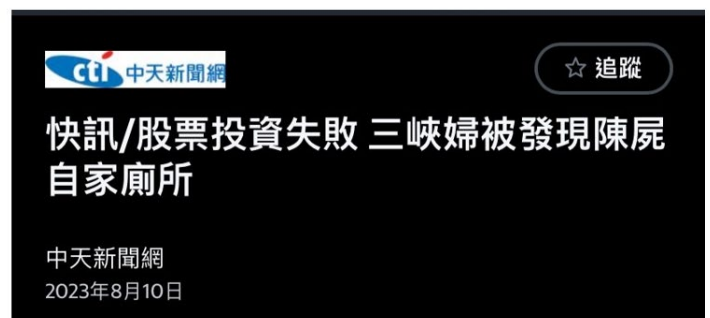 cti 中天新聞網
☆ 追蹤
快訊/股票投資失敗 三峽婦被發現陳屍
自家廁所
中天新聞網
2023年8月10日